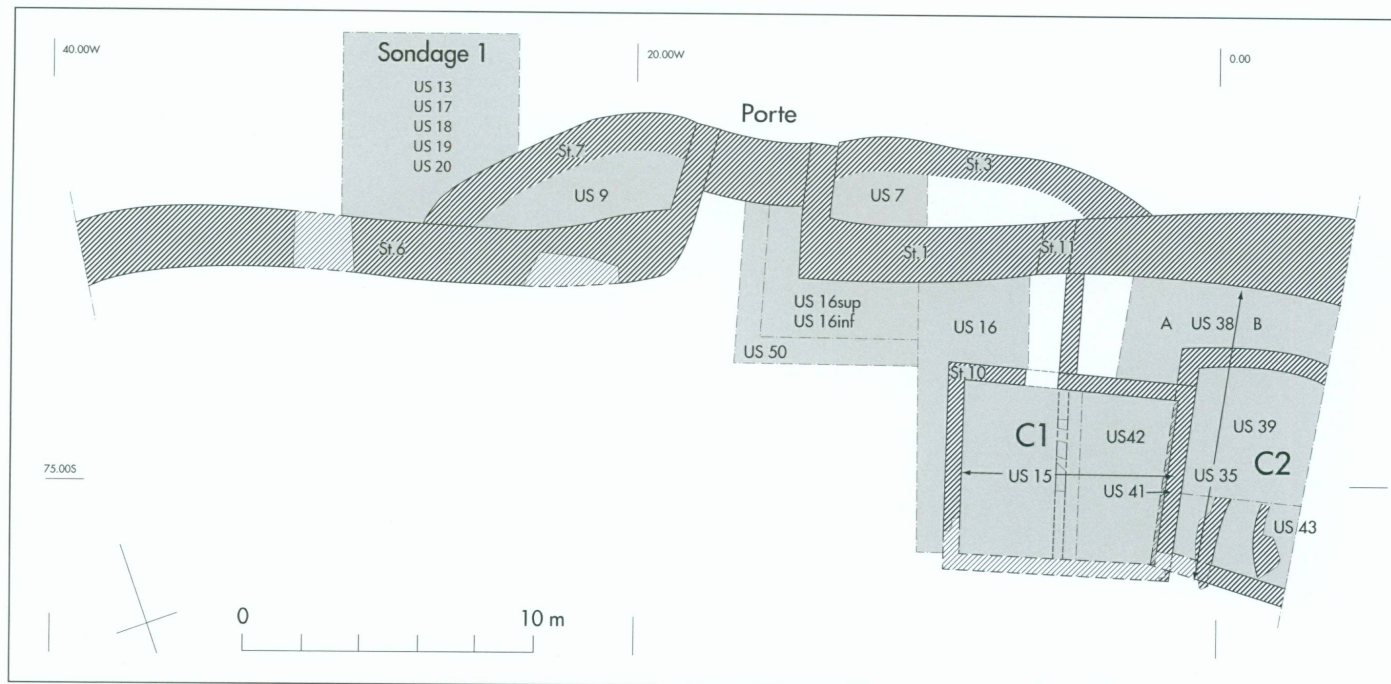 40.00W
Sondage 1
US 13
US 17
US 18
US 19
US 20
20.00W
0.00
Porte
St.7
St.3
US 9
US 7
St.6
St.1
St.11
US 16sup
US 16inf
US 50
US 16
A US 38 B
St.10
C1
US42
US 39
C2
75.00S
US 15
US 41
US 35
US 43
0 10 m